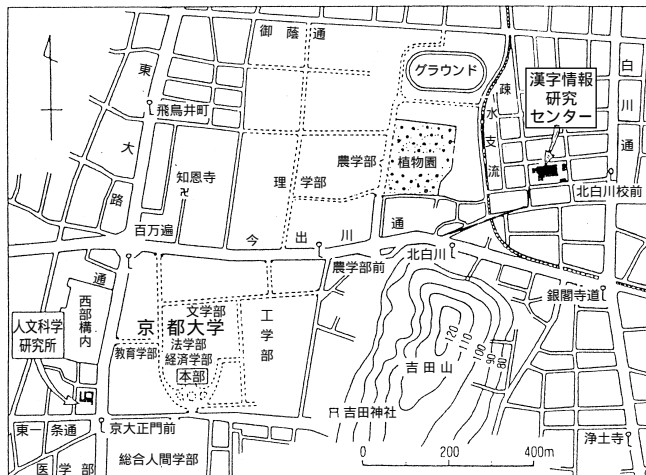 御蔭通
グラウンド
疎水支流
漢字情報
研究
センター
白川通
東大路通
飛鳥井町
知恩寺
農学部
植物園
理学部
北白川校前
百万遍
今出川通
農学部前
北白川
銀閣寺道
西部構内
人文科学
研究所
文学部
京都大学
法学部
経済学部
教育学部
本部
工学部
120
110
100
90
80
吉田山
吉田神社
東一条通
京大正門前
医学部
総合人間学部
浄土寺
0 200 400m